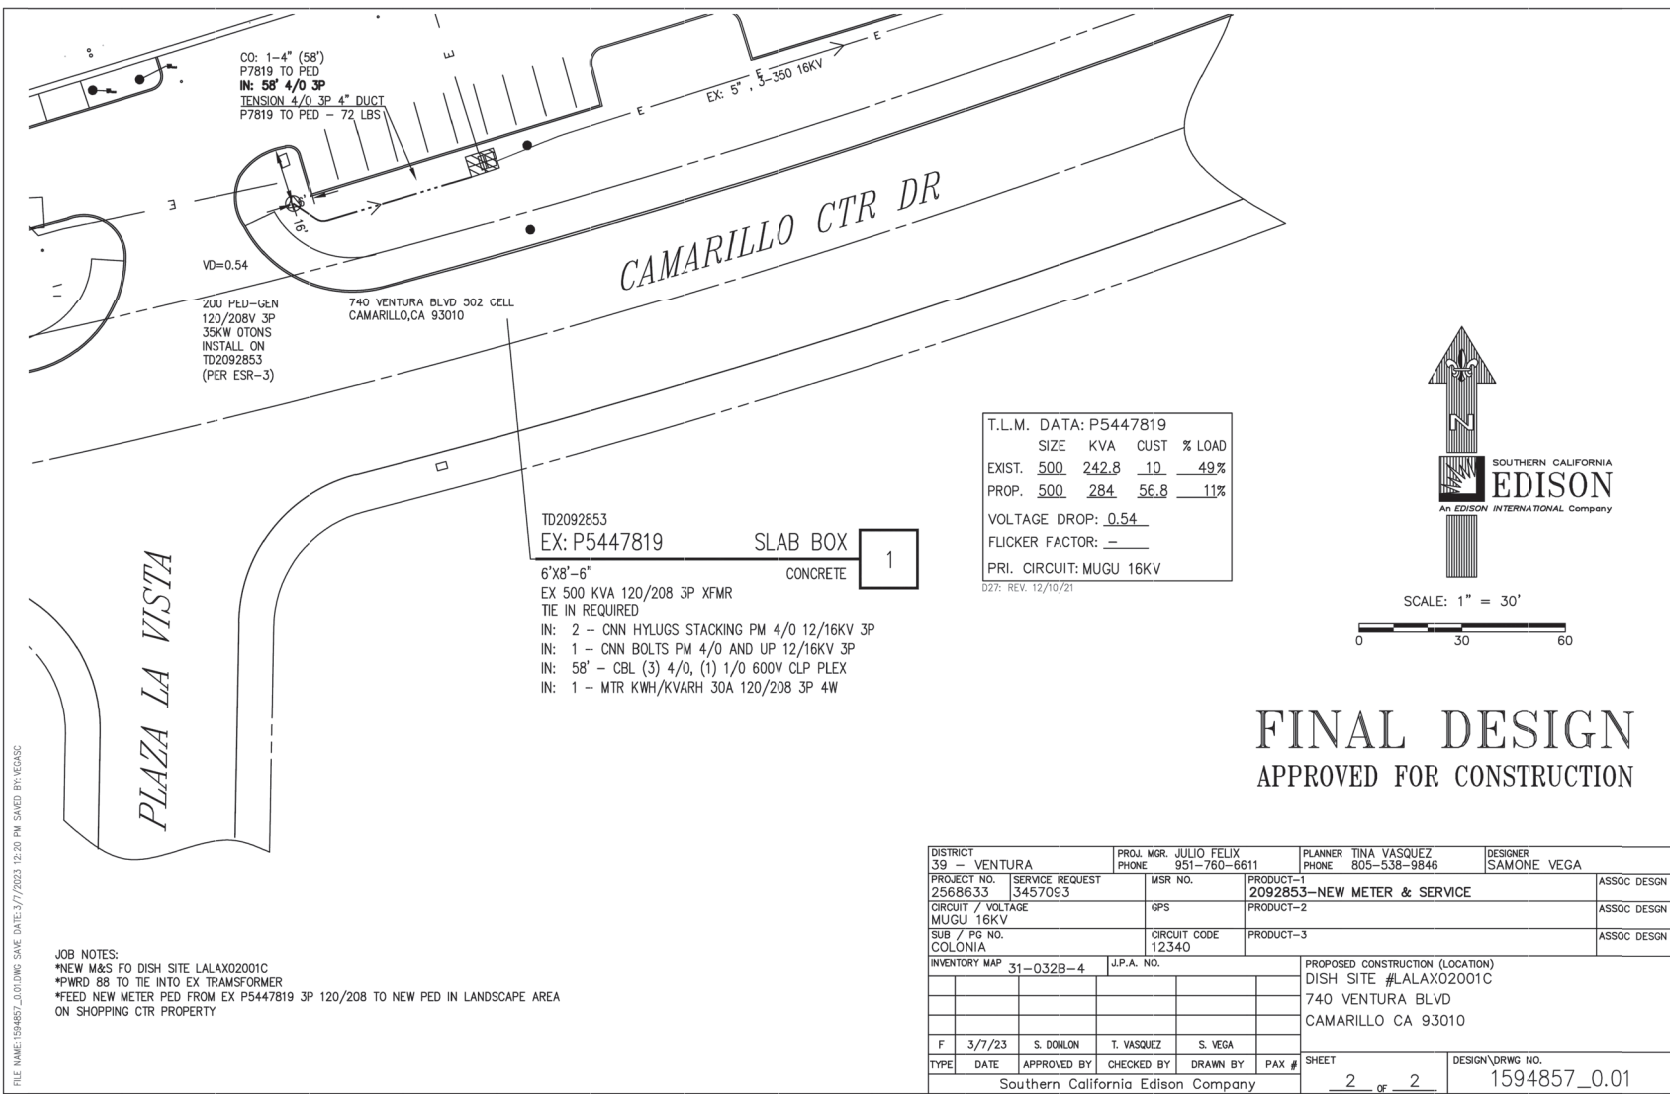 CO: 1-4" (58')
P7819 TO PED
IN: 58' 4/0 3P
TENSION 4/0 3P 4" DUCT
P7819 TO PED - 72 LBS
E
E
E
E
E
EX: 5" , 3-350 16KV
16'
CAMARILLO CTR DR
VD=0.54
200 PED-GEN
120/208V 3P
35KW 0TONS
INSTALL ON
TD2092853
(PER ESR-3)
740 VENTURA BLVD 502 CELL
CAMARILLO,CA 93010
PLAZA LA VISTA
TD2092853
EX: P5447819 SLAB BOX 1
6'X8'-6" CONCRETE
EX 500 KVA 120/208 3P XFMR
TIE IN REQUIRED
IN: 2 - CNN HYLUGS STACKING PM 4/0 12/16KV 3P
IN: 1 - CNN BOLTS PM 4/0 AND UP 12/16KV 3P
IN: 58' - CBL (3) 4/0, (1) 1/0 600V CLP PLEX
IN: 1 - MTR KWH/KVARH 30A 120/208 3P 4W
T.L.M. DATA: P5447819
SIZE KVA CUST % LOAD
EXIST. 500 242.8 10 49%
PROP. 500 284 56.8 11%
VOLTAGE DROP: 0.54
FLICKER FACTOR: -
PRI. CIRCUIT: MUGU 16KV
D27: REV. 12/10/21
N
SOUTHERN CALIFORNIA
EDISON
An EDISON INTERNATIONAL Company
SCALE: 1" = 30'
0 30 60
FINAL DESIGN
APPROVED FOR CONSTRUCTION
FILE NAME:1594857_0.01.DWG SAVE DATE:3/7/2023 12:20 PM SAVED BY:VEGASC
JOB NOTES:
*NEW M&S FO DISH SITE LALAX02001C
*PWRD 88 TO TIE INTO EX TRAMSFORMER
*FEED NEW METER PED FROM EX P5447819 3P 120/208 TO NEW PED IN LANDSCAPE AREA
ON SHOPPING CTR PROPERTY
DISTRICT
39 - VENTURA
PROJ. MGR. JULIO FELIX
PHONE 951-760-6611
PLANNER TINA VASQUEZ
PHONE 805-538-9846
DESIGNER
SAMONE VEGA
PROJECT NO.
2568633
SERVICE REQUEST
3457093
MSR NO.
PRODUCT-1
2092853-NEW METER & SERVICE
ASSOC DESGN
CIRCUIT / VOLTAGE
MUGU 16KV
GPS
PRODUCT-2
ASSOC DESGN
SUB / PG NO.
COLONIA
CIRCUIT CODE
12340
PRODUCT-3
ASSOC DESGN
INVENTORY MAP 31-032B-4
J.P.A. NO.
PROPOSED CONSTRUCTION (LOCATION)
DISH SITE #LALAX02001C
740 VENTURA BLVD
CAMARILLO CA 93010
F 3/7/23 S. DONLON T. VASQUEZ S. VEGA
TYPE DATE APPROVED BY CHECKED BY DRAWN BY PAX #
Southern California Edison Company
SHEET
2 OF 2
DESIGN\DRWG NO.
1594857_0.01